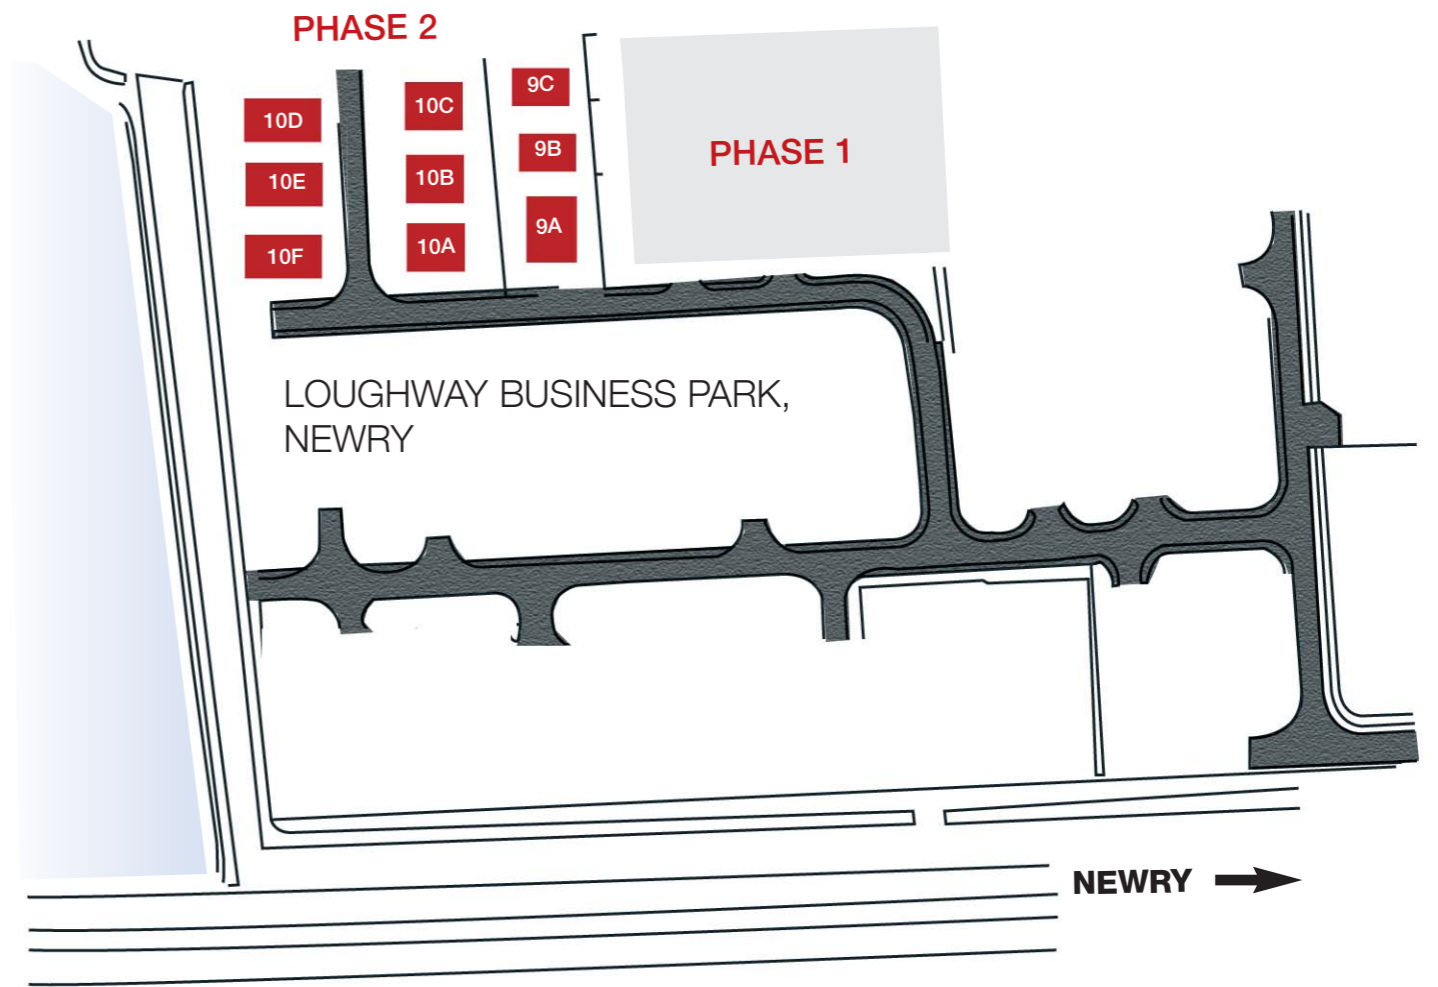 PHASE 2
9C
10C
10D
9B
PHASE 1
10B
10E
9A
10A
10F
LOUGHWAY BUSINESS PARK,
NEWRY
NEWRY